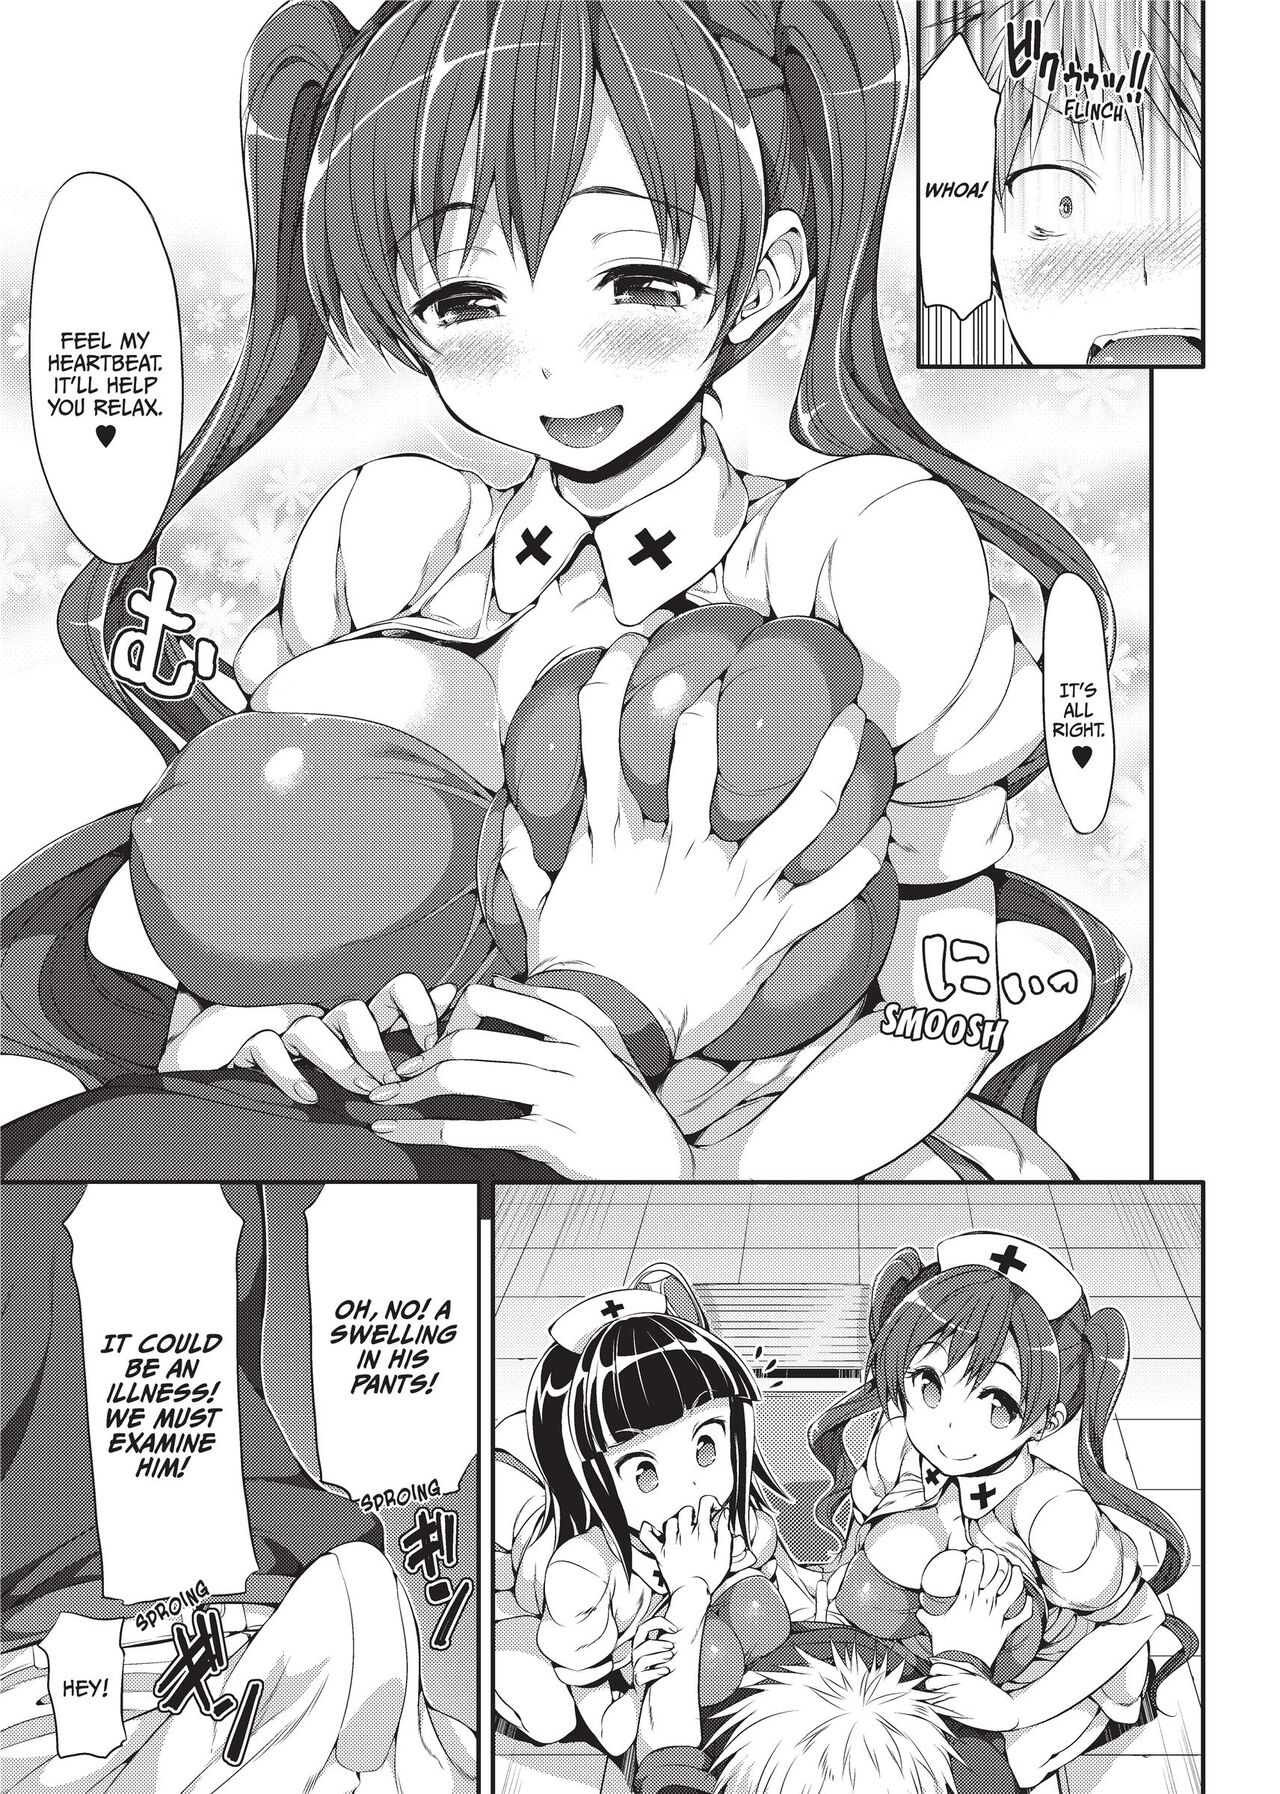 ビクゥゥッ!!
FLINCH
WHOA!
IT'S
ALL
RIGHT.
♥
FEEL MY
HEARTBEAT.
IT'LL HELP
YOU RELAX.
♥
むい
にぃぃっ
SMOOSH
OH, NO! A
SWELLING
IN HIS
PANTS!
SPROING
ギン
IT COULD
BE AN
ILLNESS!
WE MUST
EXAMINE
HIM!
SPROING
ギン
HEY!